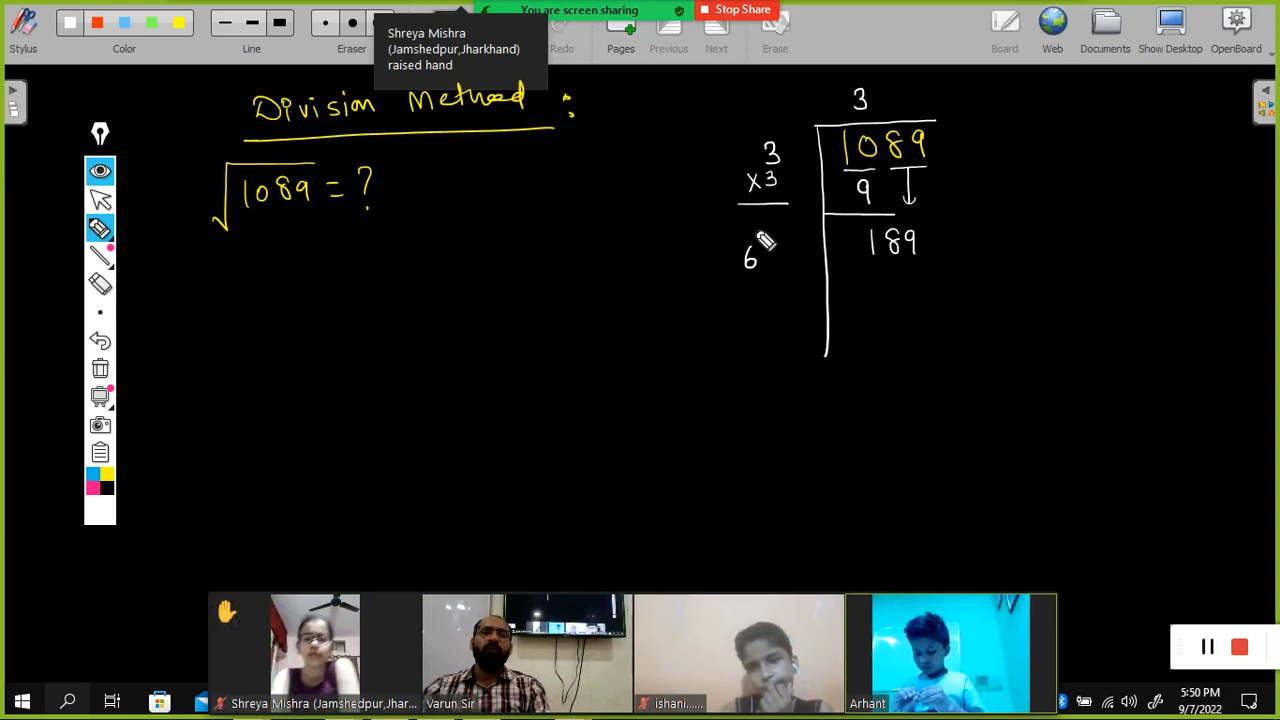 You are screen sharing
Stop Share
Stylus
Color
Line
Eraser
Redo
Pages
Previous
Next
Erase
Board
Web
Documents
Show Desktop
OpenBoard
Shreya Mishra
(Jamshedpur,Jharkhand)
raised hand
Division Method :
√1089 = ?
3
3
×3
6
1089
9
189
Shreya Mishra (Jamshedpur,Jhar...
Varun Sir
ishani......
Arhant
5:50 PM
9/7/2022